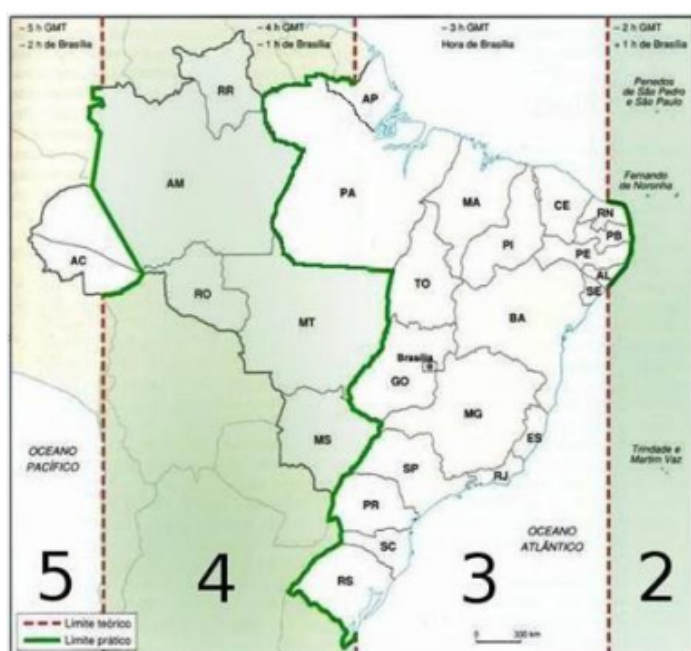 – 5 h GMT
– 2 h de Brasília
– 4 h GMT
– 1 h de Brasília
– 3 h GMT
Hora de Brasília
– 2 h GMT
+ 1 h de Brasília
Penedos
de São Pedro
e São Paulo
RR
AP
Fernando
de Noronha
AM
PA
MA
CE
RN
PB
PI
PE
AC
AL
SE
TO
RO
MT
BA
Brasília
GO
MG
MS
ES
OCEANO
PACÍFICO
Trindade e
Martim Vaz
SP
RJ
PR
OCEANO
ATLÂNTICO
SC
RS
5
4
3
2
Limite teórico
Limite prático
0
300 km